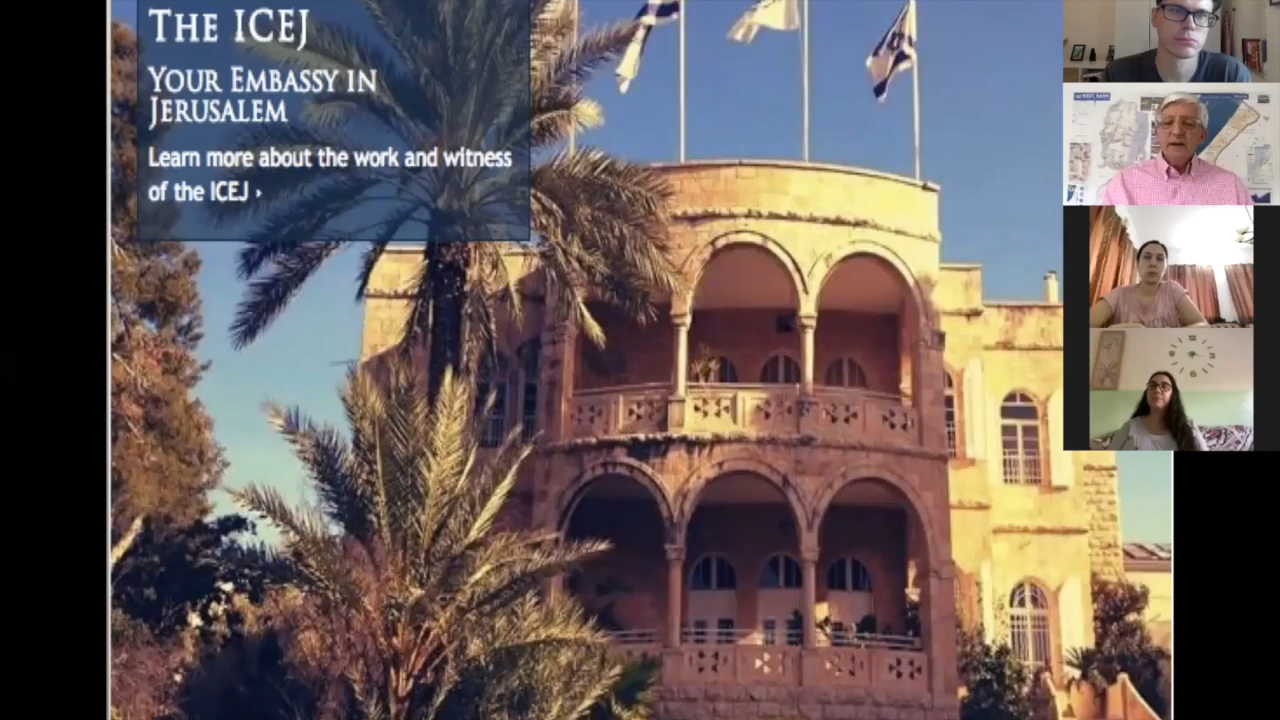 The ICEJ
Your Embassy in
Jerusalem
Learn more about the work and witness
of the ICEJ ›